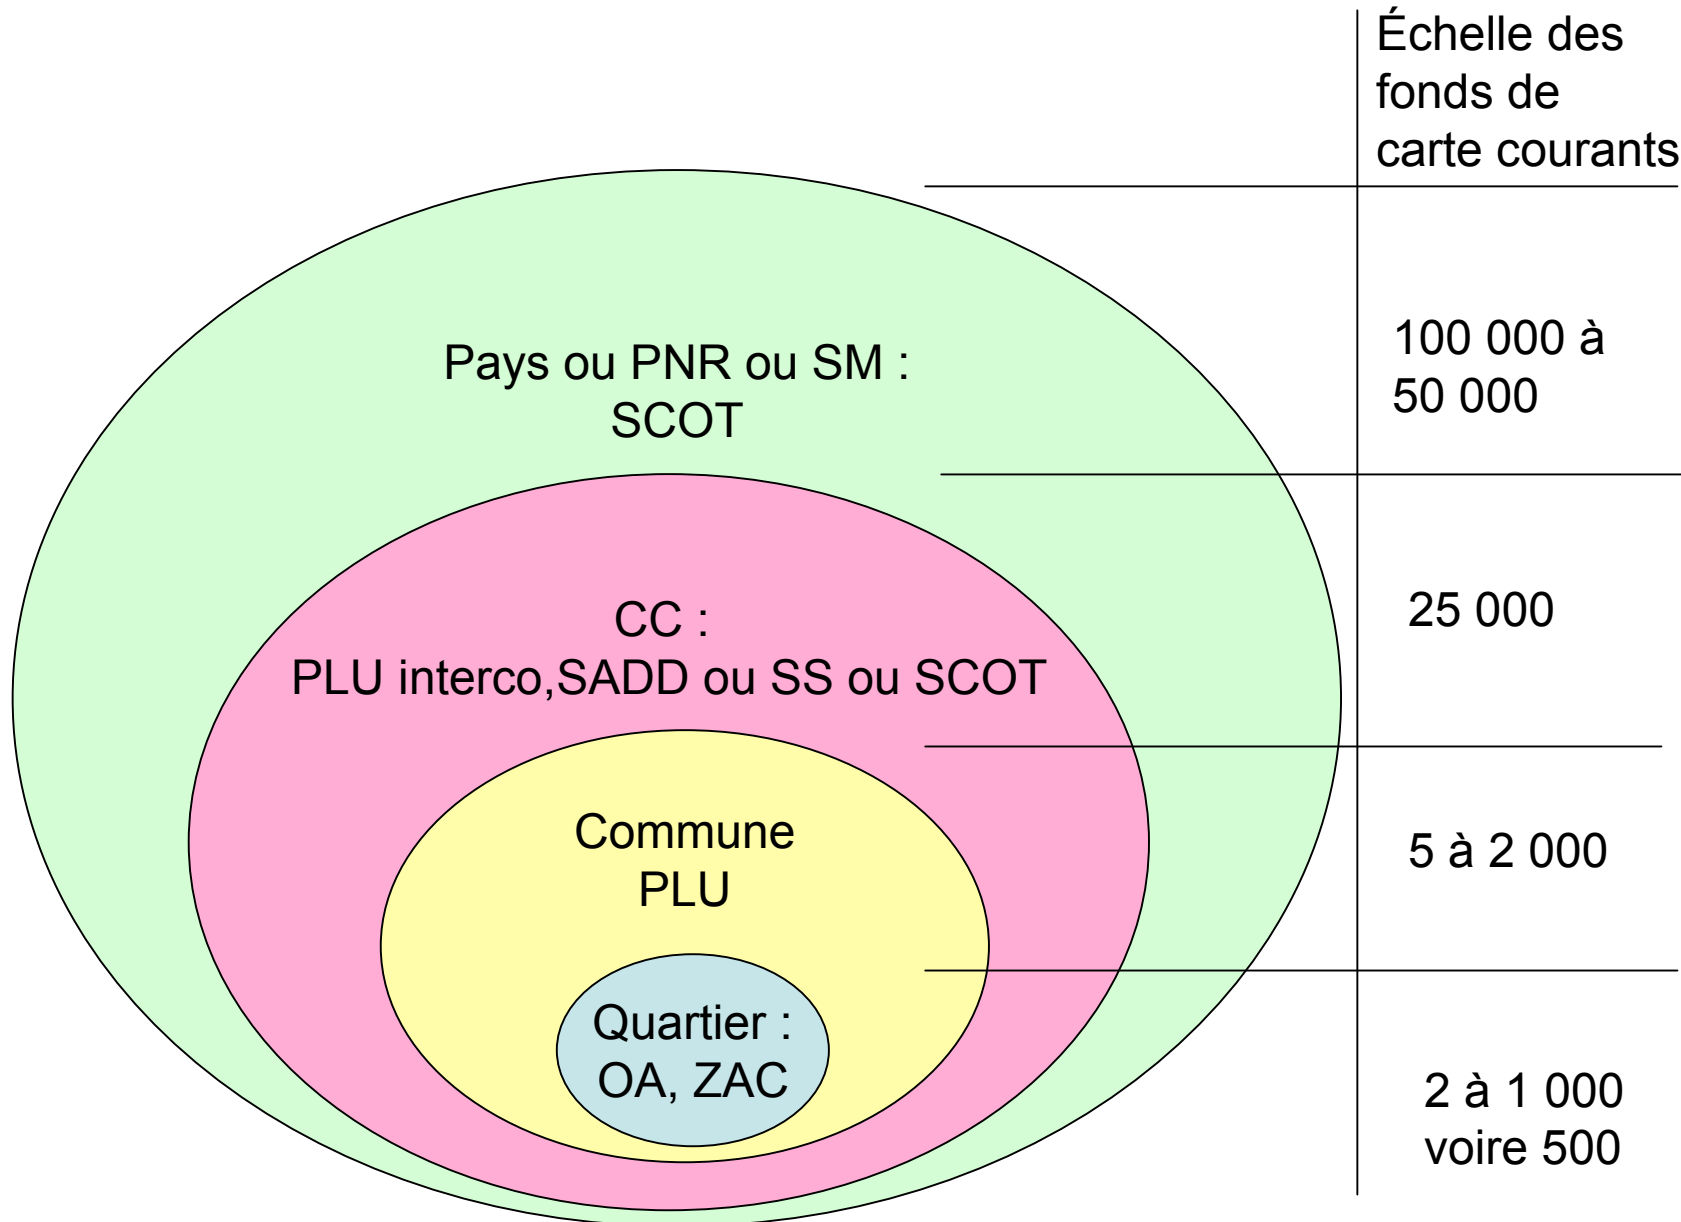 Échelle des
fonds de
carte courants
Pays ou PNR ou SM :
SCOT
100 000 à
50 000
CC :
PLU interco,SADD ou SS ou SCOT
25 000
Commune
PLU
5 à 2 000
Quartier :
OA, ZAC
2 à 1 000
voire 500